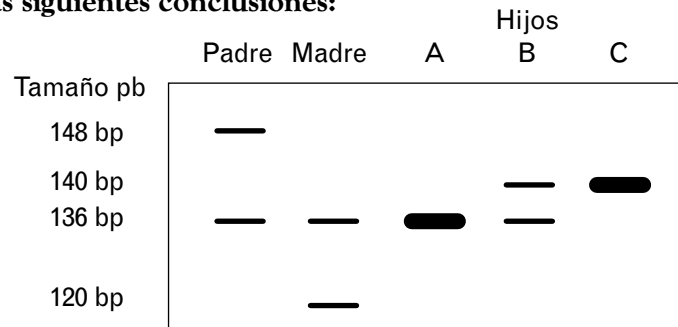 s siguientes conclusiones:
Hijos
Padre Madre A B C
Tamaño pb
148 bp
140 bp
136 bp
120 bp